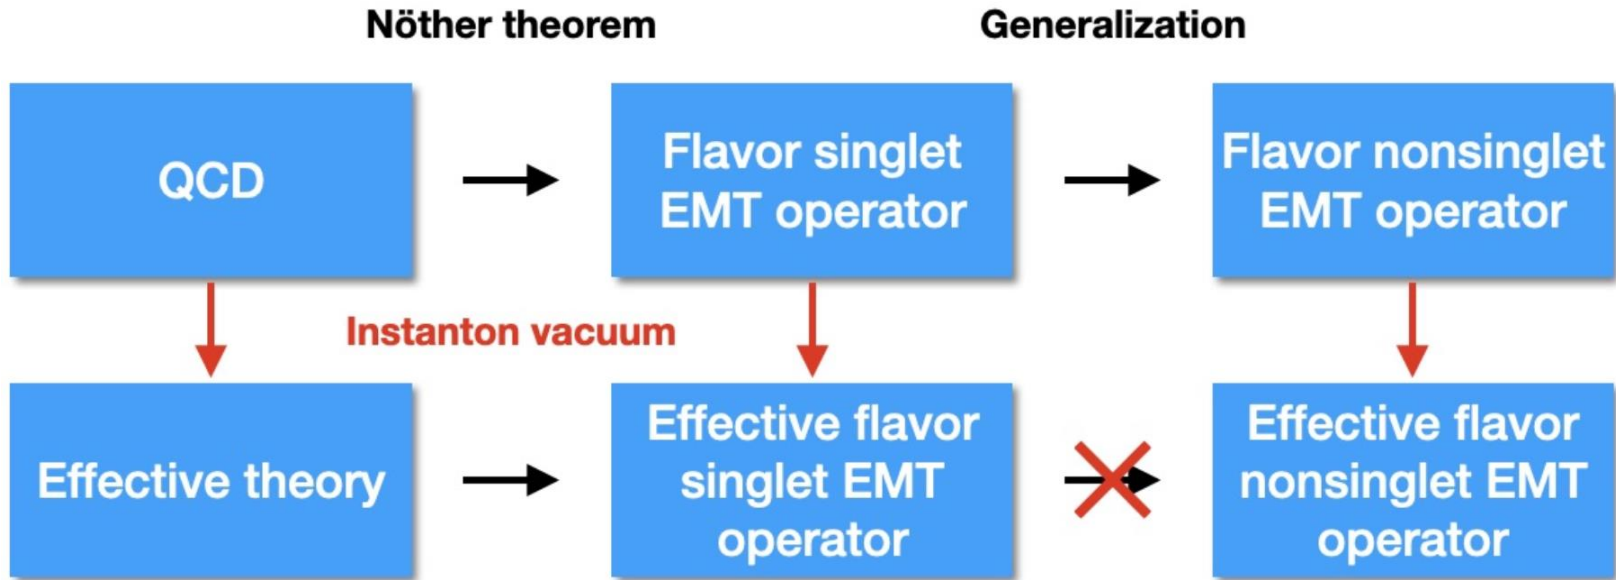 Nöther theorem
Generalization
QCD
Flavor singlet
EMT operator
Flavor nonsinglet
EMT operator
Instanton vacuum
Effective theory
Effective flavor
singlet EMT
operator
Effective flavor
nonsinglet EMT
operator